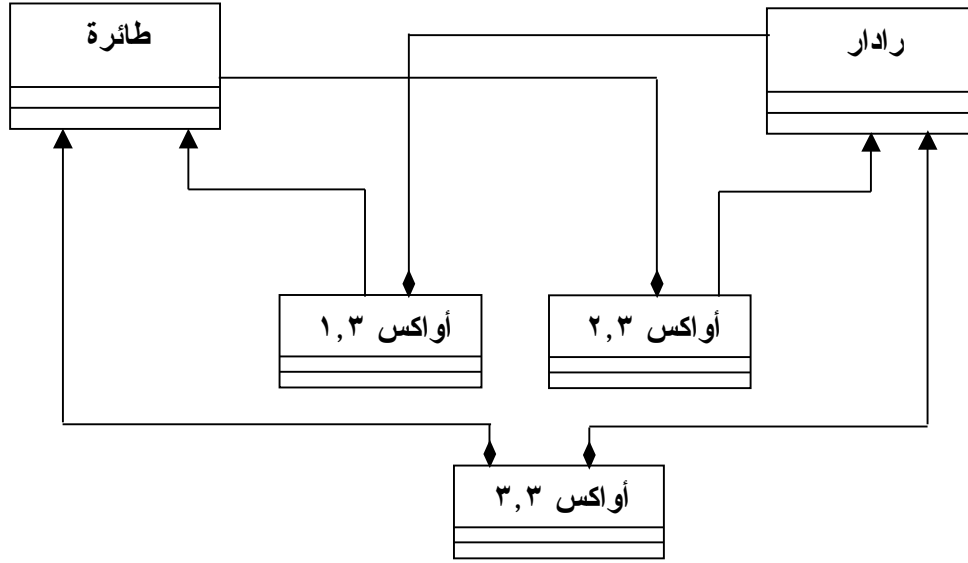 طائرة
رادار
أواكس ١,٣
أواكس ٢,٣
أواكس ٣,٣